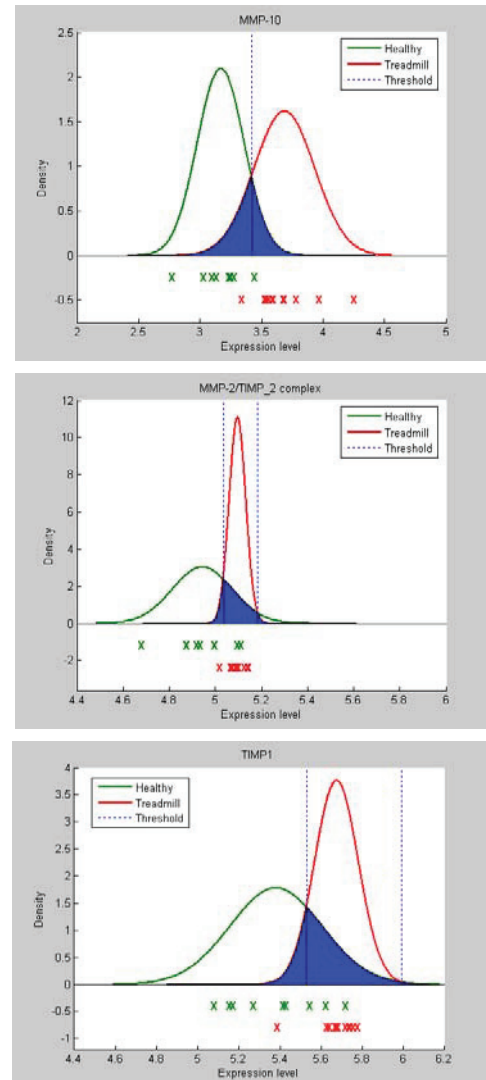 MMP-10
2.5
2
1.5
1
0.5
0
-0.5
Density
Healthy
Treadmill
Threshold
2 2.5 3 3.5 4 4.5 5
Expression level
MMP-2/TIMP_2 complex
12
10
8
6
4
2
0
-2
Density
Healthy
Treadmill
Threshold
4.4 4.6 4.8 5 5.2 5.4 5.6 5.8 6
Expression level
TIMP1
4
3.5
3
2.5
2
1.5
1
0.5
0
-0.5
-1
Density
Healthy
Treadmill
Threshold
4.4 4.6 4.8 5 5.2 5.4 5.6 5.8 6 6.2
Expression level